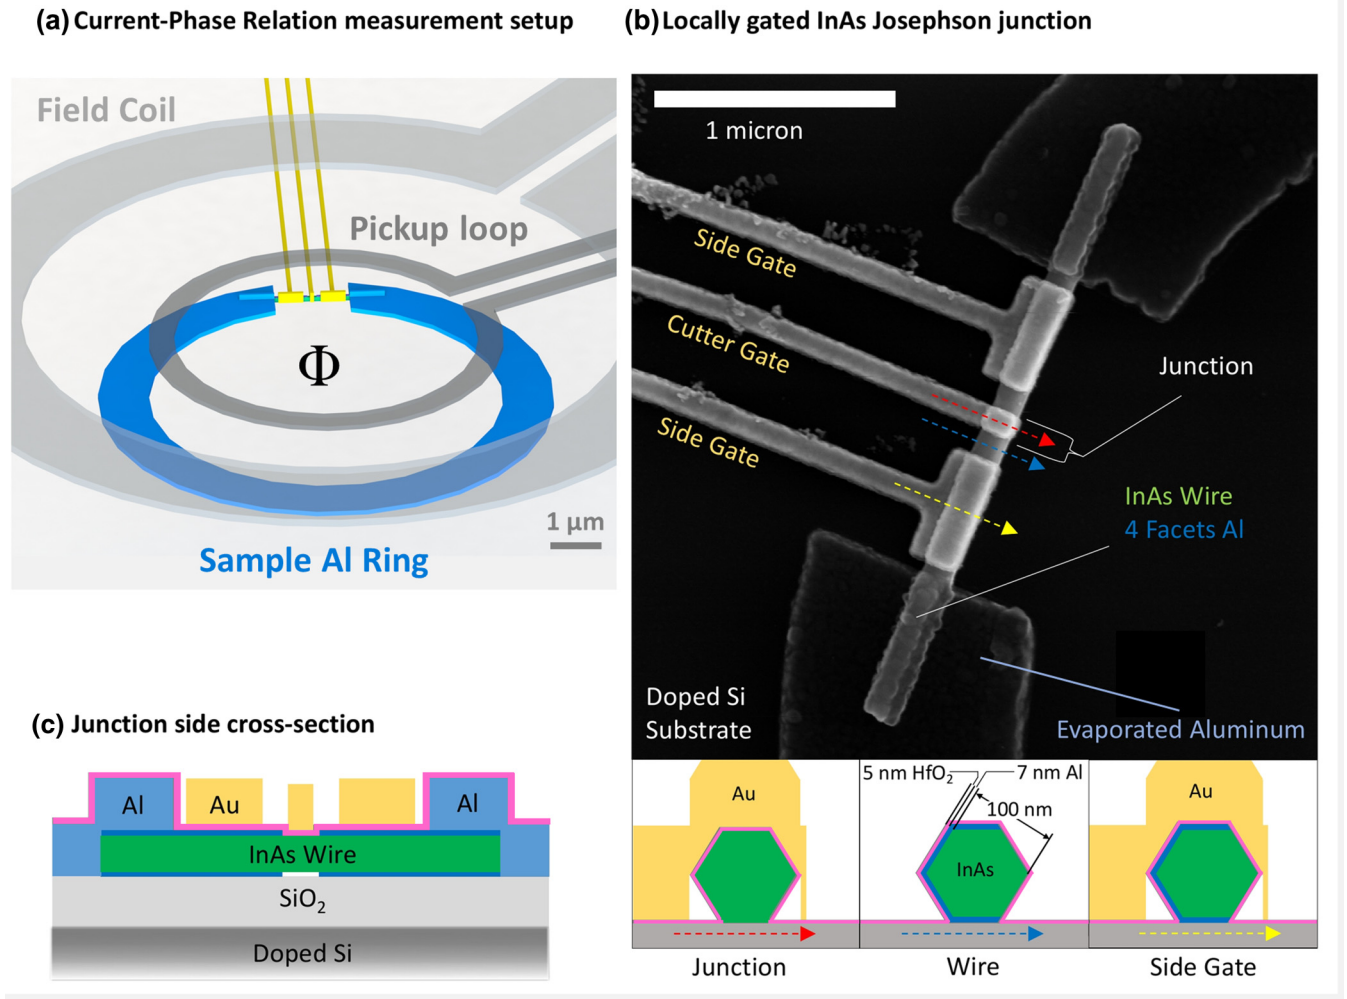 (a) Current-Phase Relation measurement setup
Field Coil
Pickup loop
Φ
1 μm
Sample Al Ring
(b) Locally gated InAs Josephson junction
1 micron
Side Gate
Cutter Gate
Side Gate
Junction
InAs Wire
4 Facets Al
Doped Si
Substrate
Evaporated Aluminum
Au
5 nm HfO₂
7 nm Al
100 nm
InAs
Au
Junction
Wire
Side Gate
(c) Junction side cross-section
Al
Au
Al
InAs Wire
SiO₂
Doped Si